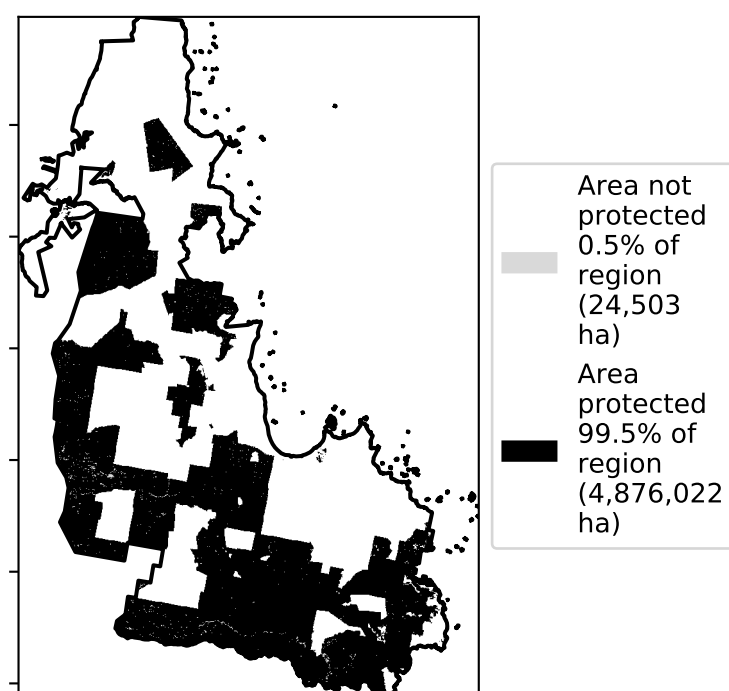 Area not
protected
0.5% of
region
(24,503
ha)
Area
protected
99.5% of
region
(4,876,022
ha)